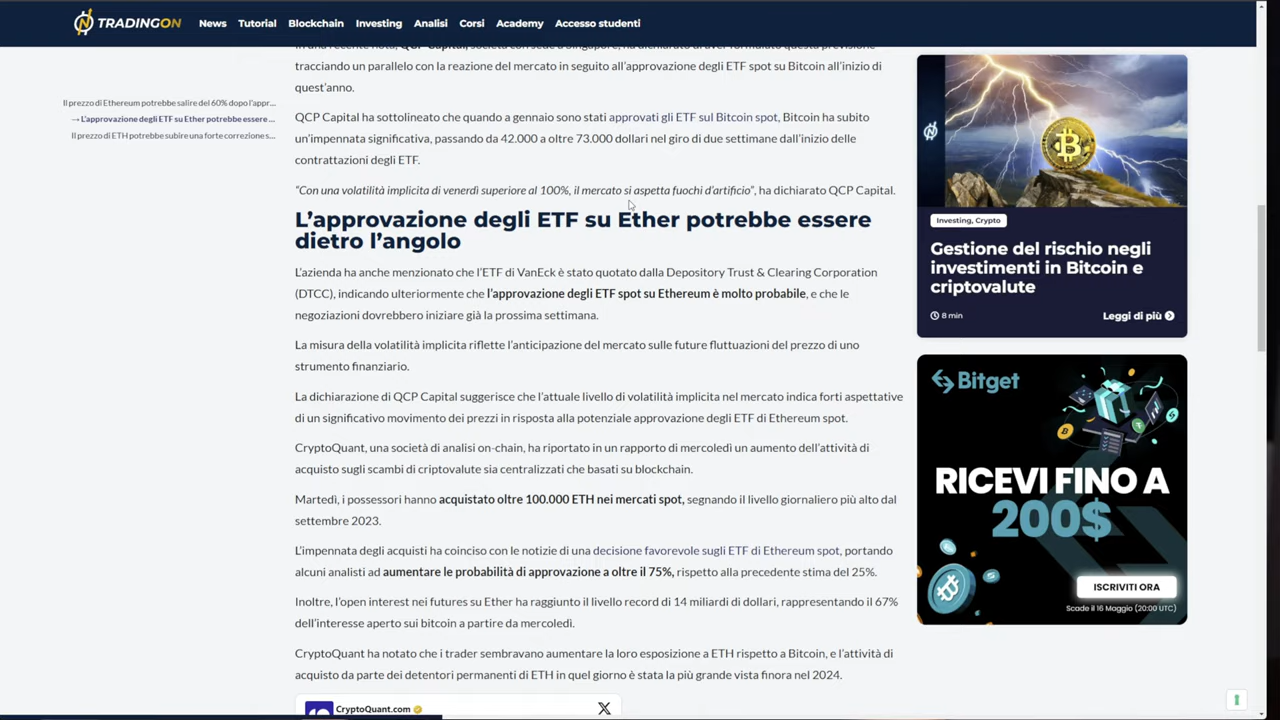 TRADINGON
News Tutorial Blockchain Investing Analisi Corsi Academy Accesso studenti
Il prezzo di Ethereum potrebbe salire del 60% dopo l'appr...
→ L'approvazione degli ETF su Ether potrebbe essere ...
Il prezzo di ETH potrebbe subire una forte correzione s...
In una recente nota, QCP Capital, società con sede a Singapore, ha dichiarato di aver formulato questa previsione
tracciando un parallelo con la reazione del mercato in seguito all'approvazione degli ETF spot su Bitcoin all'inizio di
quest'anno.
QCP Capital ha sottolineato che quando a gennaio sono stati approvati gli ETF sul Bitcoin spot, Bitcoin ha subito
un'impennata significativa, passando da 42.000 a oltre 73.000 dollari nel giro di due settimane dall'inizio delle
contrattazioni degli ETF.
“Con una volatilità implicita di venerdì superiore al 100%, il mercato si aspetta fuochi d'artificio”, ha dichiarato QCP Capital.
L'approvazione degli ETF su Ether potrebbe essere
dietro l'angolo
L'azienda ha anche menzionato che l'ETF di VanEck è stato quotato dalla Depository Trust & Clearing Corporation
(DTCC), indicando ulteriormente che l'approvazione degli ETF spot su Ethereum è molto probabile, e che le
negoziazioni dovrebbero iniziare già la prossima settimana.
La misura della volatilità implicita riflette l'anticipazione del mercato sulle future fluttuazioni del prezzo di uno
strumento finanziario.
La dichiarazione di QCP Capital suggerisce che l'attuale livello di volatilità implicita nel mercato indica forti aspettative
di un significativo movimento dei prezzi in risposta alla potenziale approvazione degli ETF di Ethereum spot.
CryptoQuant, una società di analisi on-chain, ha riportato in un rapporto di mercoledì un aumento dell'attività di
acquisto sugli scambi di criptovalute sia centralizzati che basati su blockchain.
Martedì, i possessori hanno acquistato oltre 100.000 ETH nei mercati spot, segnando il livello giornaliero più alto dal
settembre 2023.
L'impennata degli acquisti ha coinciso con le notizie di una decisione favorevole sugli ETF di Ethereum spot, portando
alcuni analisti ad aumentare le probabilità di approvazione a oltre il 75%, rispetto alla precedente stima del 25%.
Inoltre, l'open interest nei futures su Ether ha raggiunto il livello record di 14 miliardi di dollari, rappresentando il 67%
dell'interesse aperto sui bitcoin a partire da mercoledì.
CryptoQuant ha notato che i trader sembravano aumentare la loro esposizione a ETH rispetto a Bitcoin, e l'attività di
acquisto da parte dei detentori permanenti di ETH in quel giorno è stata la più grande vista finora nel 2024.
CryptoQuant.com
Investing, Crypto
Gestione del rischio negli
investimenti in Bitcoin e
criptovalute
8 min Leggi di più
Bitget
RICEVI FINO A
200$
ISCRIVITI ORA
Scade il 16 Maggio (20:00 UTC)